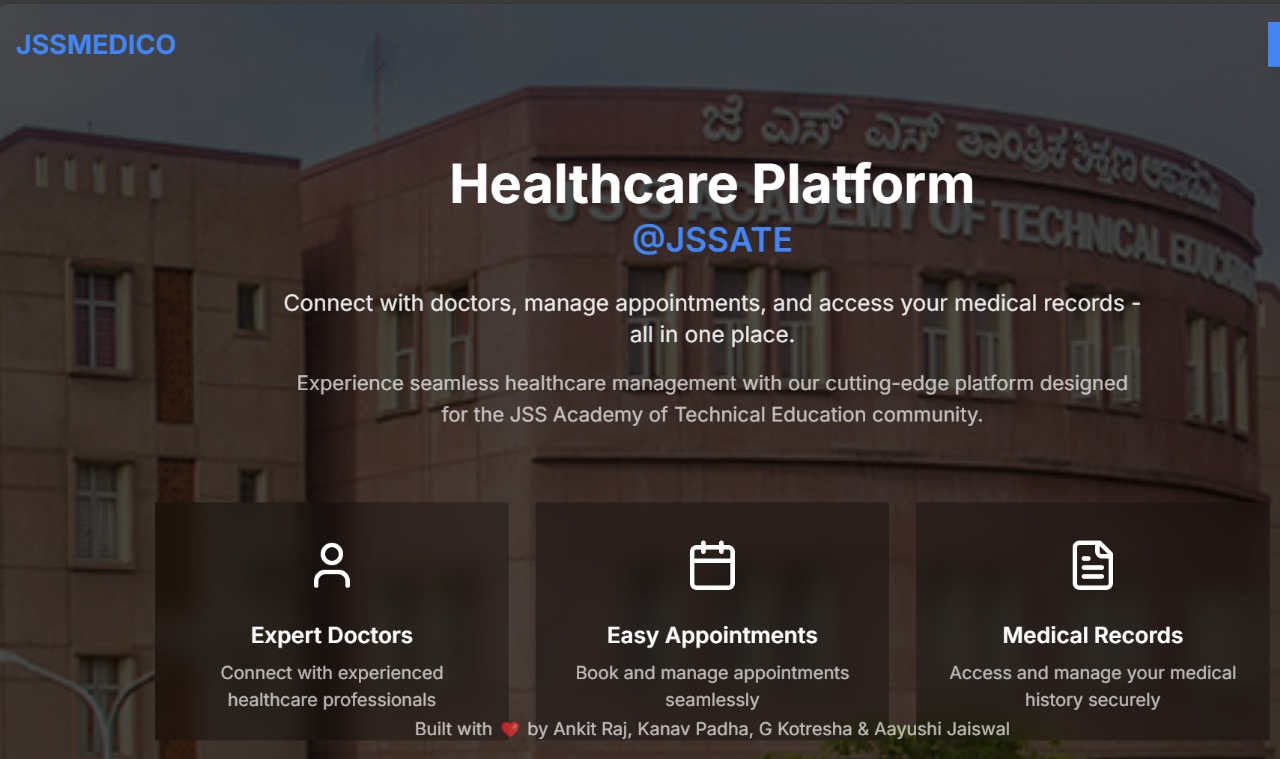 JSSMEDICO
ಜೆ ಎಸ್ ಎಸ್ ತಾಂತ್ರಿಕ ಶಿಕ್ಷಣ
Healthcare Platform
JSS ACADEMY OF TECHNICAL
@JSSATE
Connect with doctors, manage appointments, and access your medical records -
all in one place.
Experience seamless healthcare management with our cutting-edge platform designed
for the JSS Academy of Technical Education community.
Expert Doctors
Connect with experienced
healthcare professionals
Easy Appointments
Book and manage appointments
seamlessly
Medical Records
Access and manage your medical
history securely
Built with ❤️ by Ankit Raj, Kanav Padha, G Kotresha & Aayushi Jaiswal